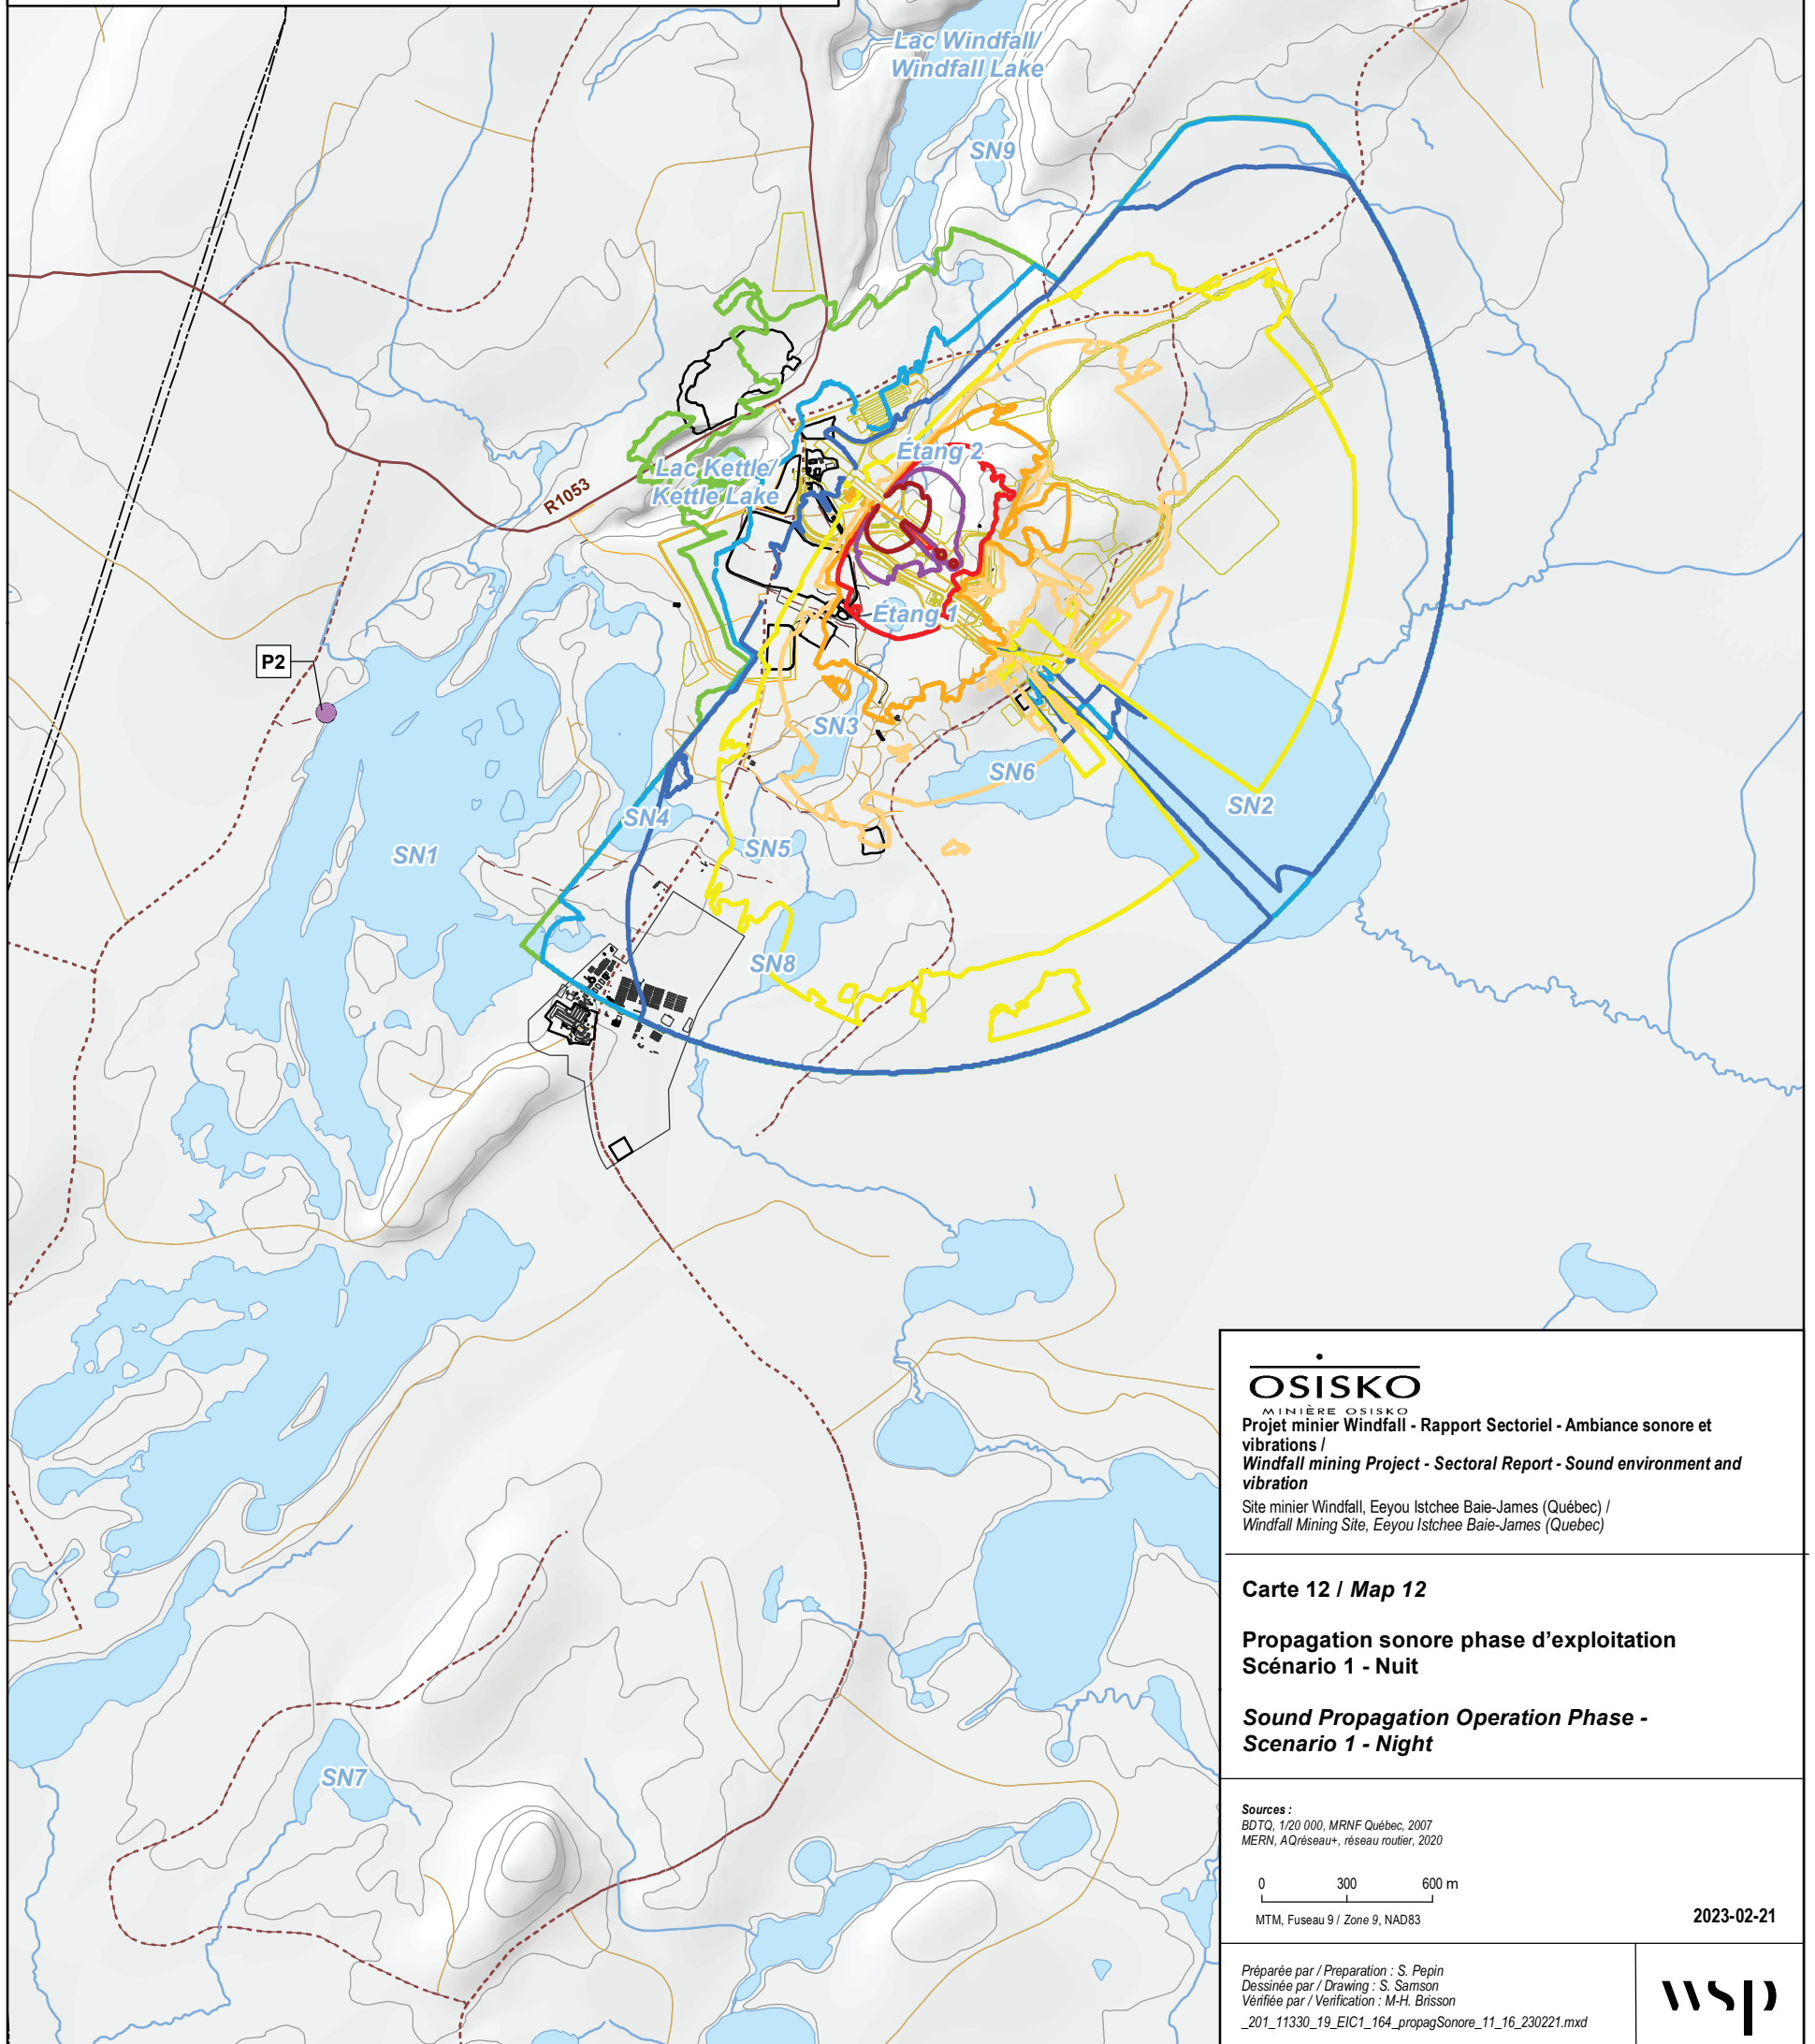 Lac Windfall/
Windfall Lake
SN9
Étang 2
Lac Kettle/
Kettle Lake
R1053
Étang 1
P2
SN3
SN6
SN2
SN4
SN5
SN1
SN8
SN7
OSISKO
MINIÈRE OSISKO
Projet minier Windfall - Rapport Sectoriel - Ambiance sonore et
vibrations /
Windfall mining Project - Sectoral Report - Sound environment and
vibration
Site minier Windfall, Eeyou Istchee Baie-James (Québec) /
Windfall Mining Site, Eeyou Istchee Baie-James (Quebec)
Carte 12 / Map 12
Propagation sonore phase d'exploitation
Scénario 1 - Nuit
Sound Propagation Operation Phase -
Scenario 1 - Night
Sources :
BDTQ, 1/20 000, MRNF Québec, 2007
MERN, AQréseau+, réseau routier, 2020
0 300 600 m
MTM, Fuseau 9 / Zone 9, NAD83
2023-02-21
Préparée par / Preparation : S. Pepin
Dessinée par / Drawing : S. Samson
Vérifiée par / Verification : M-H. Brisson
_201_11330_19_EIC1_164_propagSonore_11_16_230221.mxd
wsp